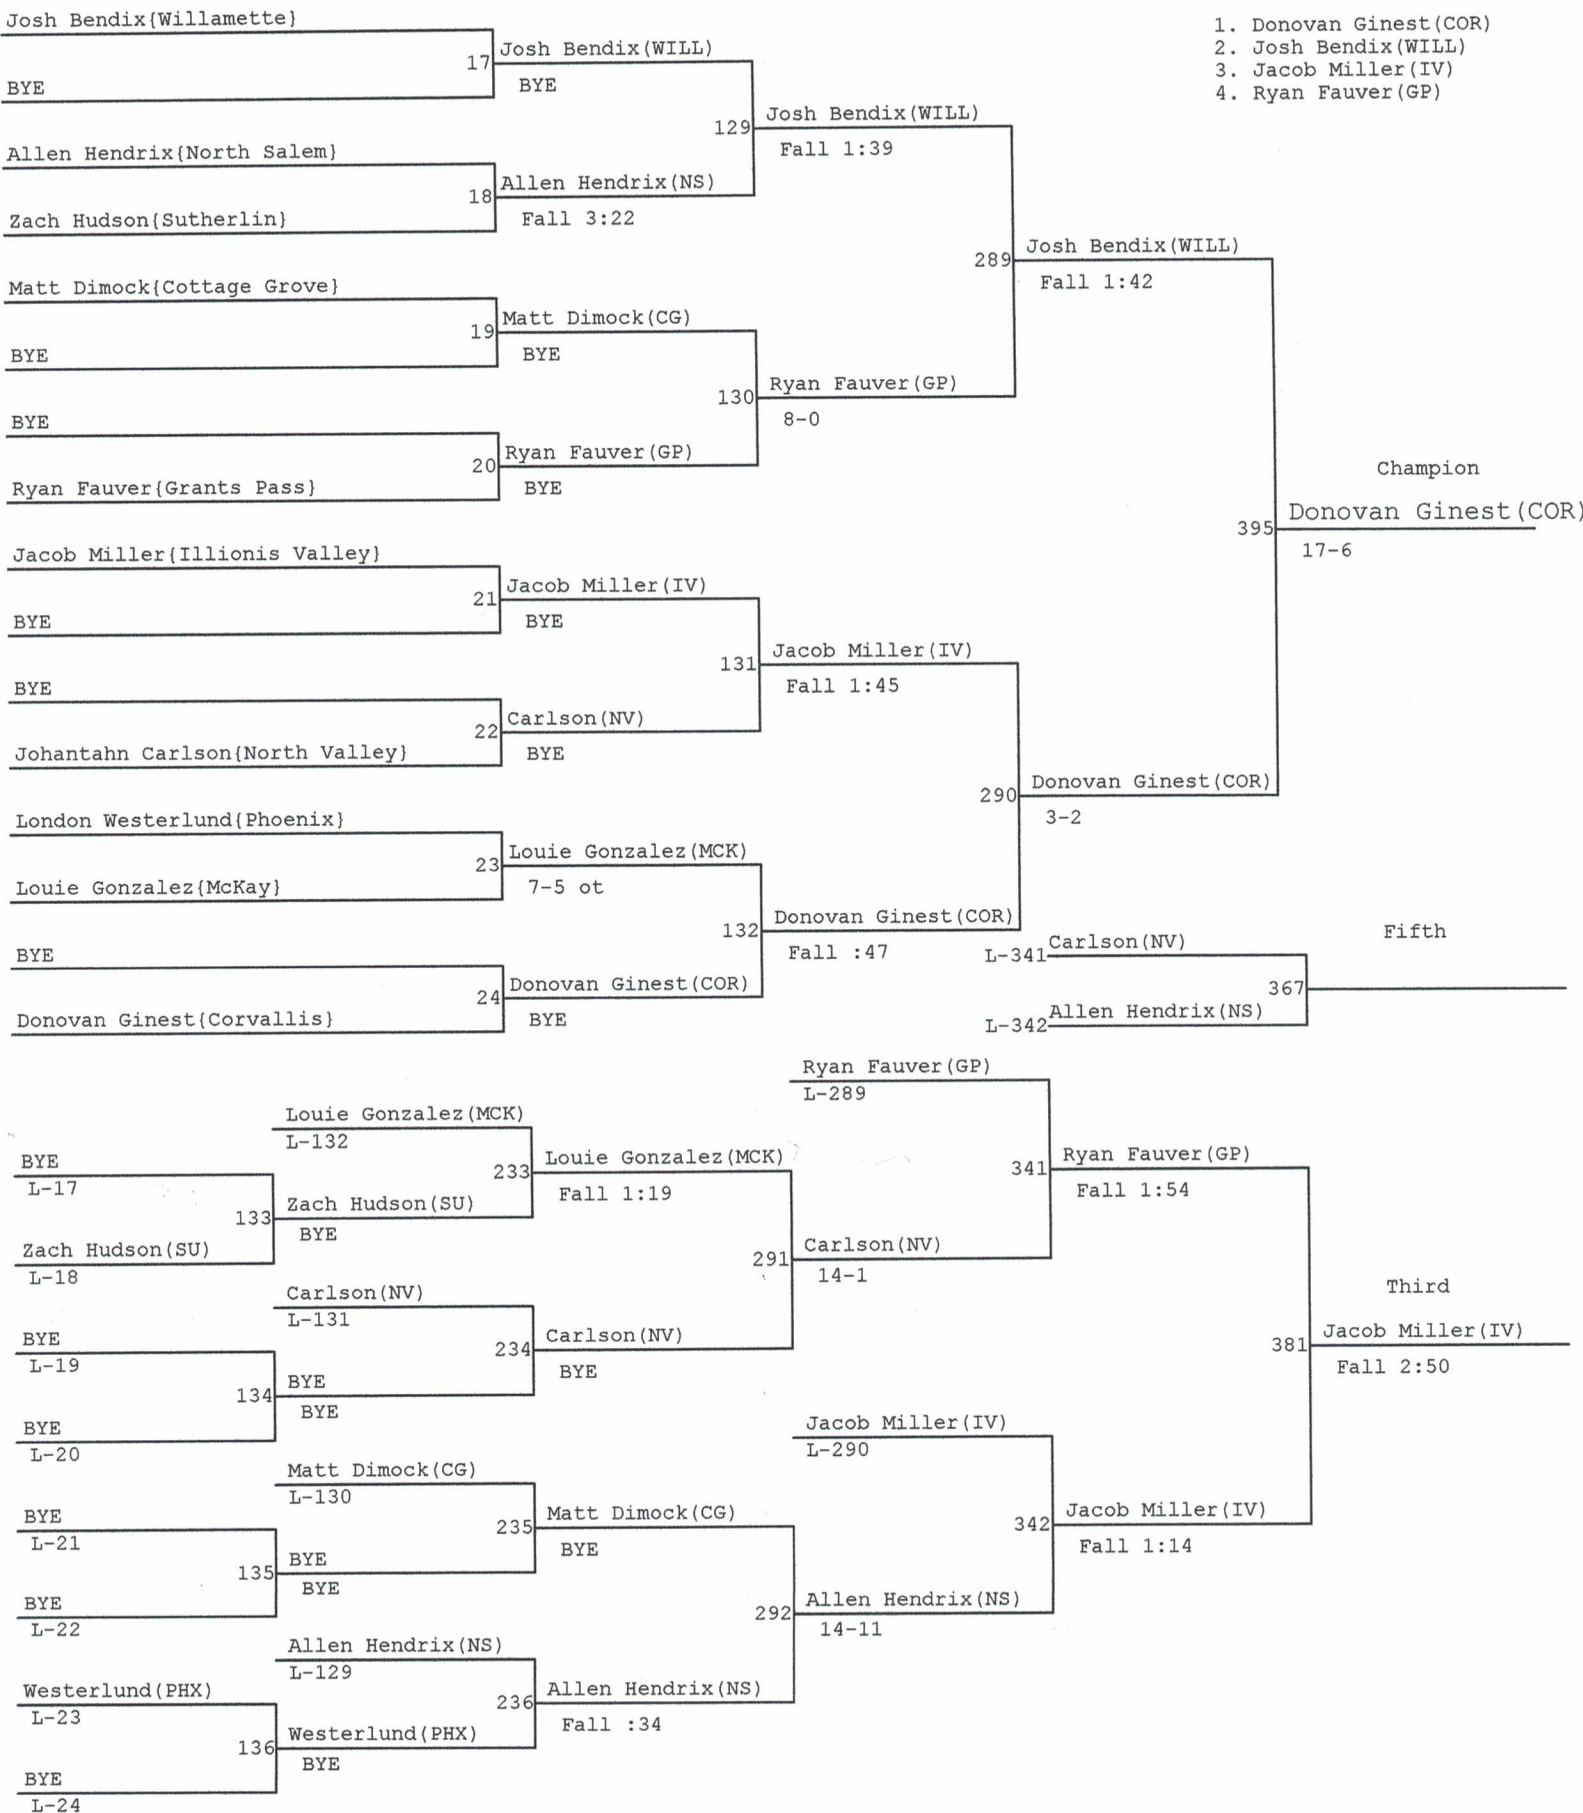 1. Donovan Ginest(COR)
2. Josh Bendix(WILL)
3. Jacob Miller(IV)
4. Ryan Fauver(GP)
Josh Bendix{Willamette}
17
BYE
Josh Bendix(WILL)
BYE
129
Allen Hendrix{North Salem}
18
Zach Hudson{Sutherlin}
Allen Hendrix(NS)
Fall 3:22
Josh Bendix(WILL)
Fall 1:39
289
Matt Dimock{Cottage Grove}
19
BYE
Matt Dimock(CG)
BYE
130
BYE
20
Ryan Fauver{Grants Pass}
Ryan Fauver(GP)
BYE
Ryan Fauver(GP)
8-0
Josh Bendix(WILL)
Fall 1:42
395
Champion
Donovan Ginest(COR)
17-6
Jacob Miller{Illionis Valley}
21
BYE
Jacob Miller(IV)
BYE
131
BYE
22
Johantahn Carlson{North Valley}
Carlson(NV)
BYE
Jacob Miller(IV)
Fall 1:45
290
London Westerlund{Phoenix}
23
Louie Gonzalez{McKay}
Louie Gonzalez(MCK)
7-5 ot
132
BYE
24
Donovan Ginest{Corvallis}
Donovan Ginest(COR)
BYE
Donovan Ginest(COR)
Fall :47
Donovan Ginest(COR)
3-2
Fifth
L-341
Carlson(NV)
367
L-342
Allen Hendrix(NS)
Ryan Fauver(GP)
L-289
Louie Gonzalez(MCK)
L-132
BYE
L-17
133
Zach Hudson(SU)
L-18
Zach Hudson(SU)
BYE
233
Louie Gonzalez(MCK)
Fall 1:19
291
Carlson(NV)
L-131
BYE
L-19
134
BYE
L-20
BYE
BYE
234
Carlson(NV)
BYE
Carlson(NV)
14-1
341
Ryan Fauver(GP)
Fall 1:54
381
Third
Jacob Miller(IV)
Fall 2:50
Jacob Miller(IV)
L-290
Matt Dimock(CG)
L-130
BYE
L-21
135
BYE
L-22
BYE
BYE
235
Matt Dimock(CG)
BYE
292
Allen Hendrix(NS)
L-129
Westerlund(PHX)
L-23
136
BYE
L-24
Westerlund(PHX)
BYE
236
Allen Hendrix(NS)
Fall :34
Allen Hendrix(NS)
14-11
342
Jacob Miller(IV)
Fall 1:14